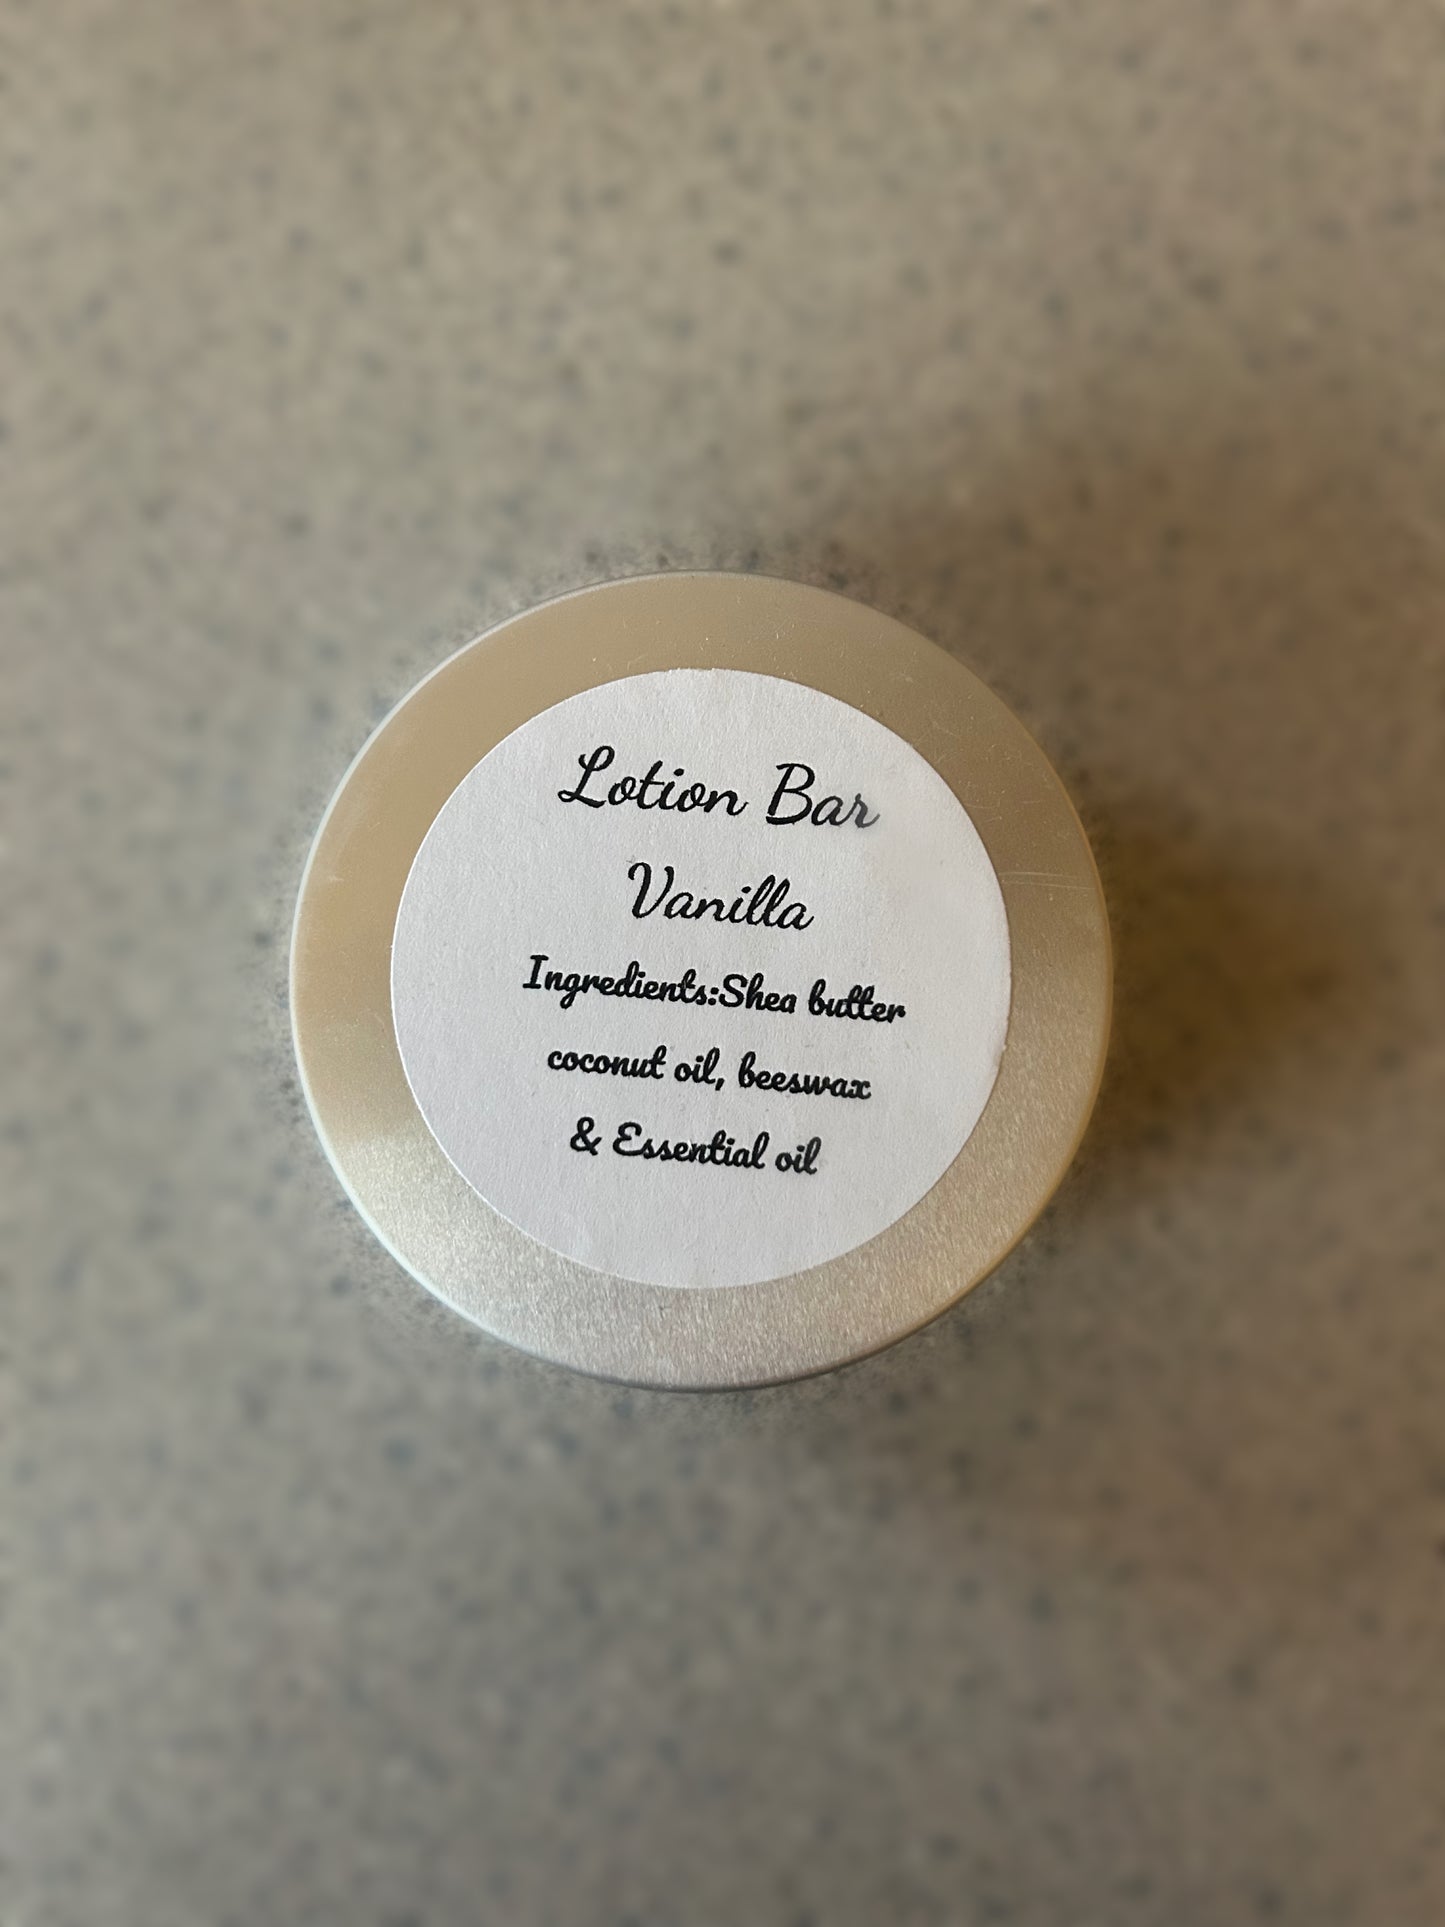 Lotion Bar
Vanilla
Ingredients:Shea butter
coconut oil, beeswax
& Essential oil